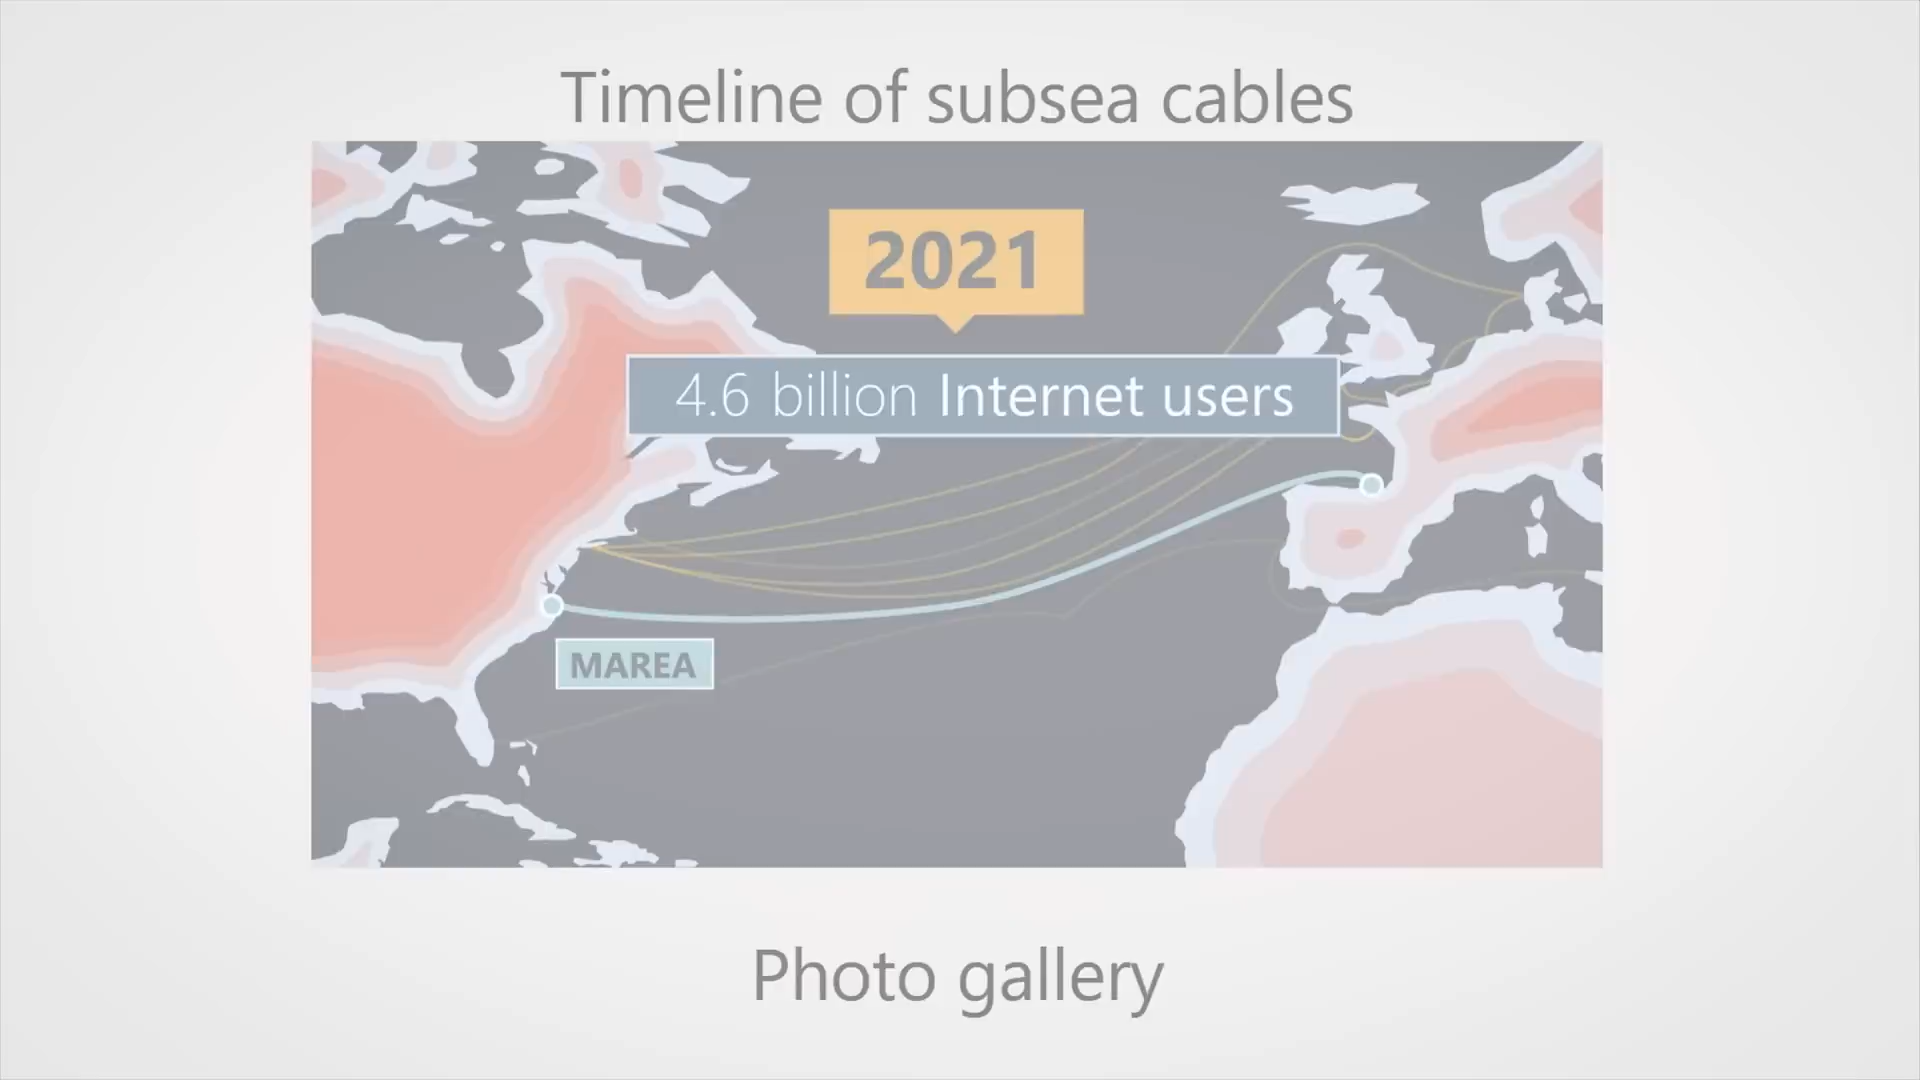 Timeline of subsea cables
2021
4.6 billion Internet users
MAREA
Photo gallery